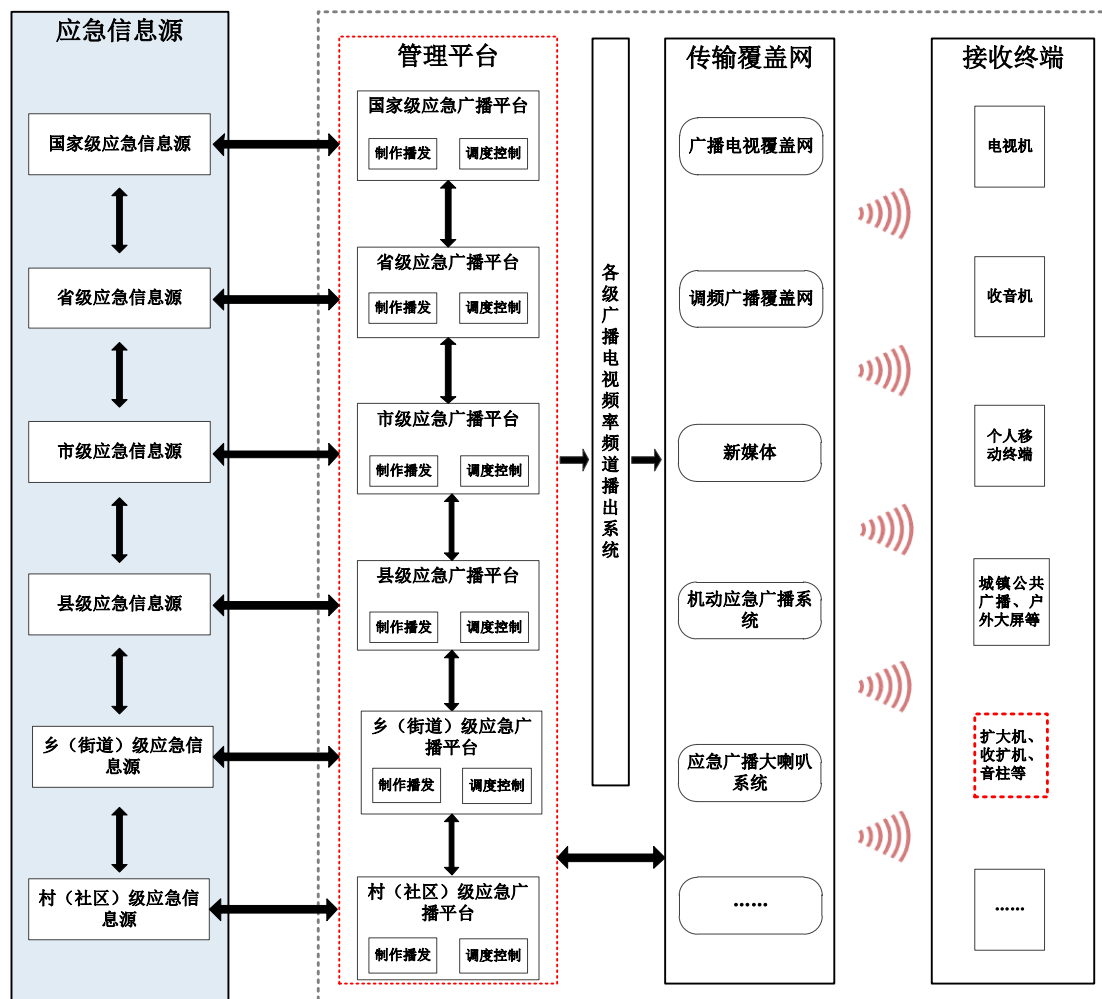 应急信息源
国家级应急信息源
省级应急信息源
市级应急信息源
县级应急信息源
乡（街道）级应急信
息源
村（社区）级应急信
息源
管理平台
国家级应急广播平台
制作播发
调度控制
省级应急广播平台
制作播发
调度控制
市级应急广播平台
制作播发
调度控制
县级应急广播平台
制作播发
调度控制
乡（街道）级应急广
播平台
制作播发
调度控制
村（社区）级应急广
播平台
制作播发
调度控制
各级广播电视频率频道播出系统
传输覆盖网
广播电视覆盖网
调频广播覆盖网
新媒体
机动应急广播系
统
应急广播大喇叭
系统
……
接收终端
电视机
收音机
个人移
动终端
城镇公共
广播、户
外大屏等
扩大机、
收扩机、
音柱等
……